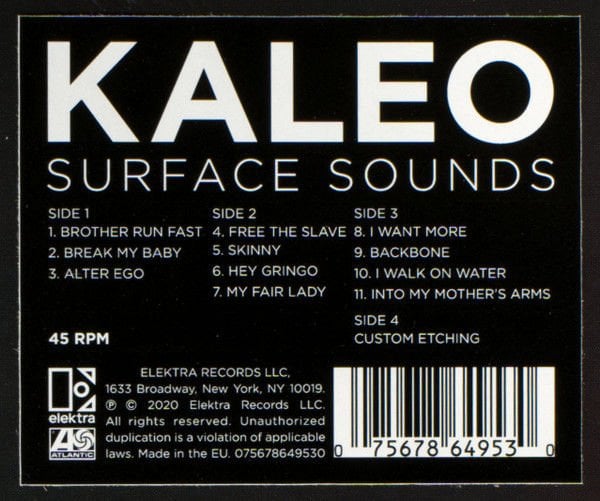 KALEO
SURFACE SOUNDS
SIDE 1
1. BROTHER RUN FAST
2. BREAK MY BABY
3. ALTER EGO
SIDE 2
4. FREE THE SLAVE
5. SKINNY
6. HEY GRINGO
7. MY FAIR LADY
SIDE 3
8. I WANT MORE
9. BACKBONE
10. I WALK ON WATER
11. INTO MY MOTHER'S ARMS
SIDE 4
CUSTOM ETCHING
45 RPM
elektra
ATLANTIC
ELEKTRA RECORDS LLC,
1633 Broadway, New York, NY 10019.
℗ © 2020 Elektra Records LLC.
All rights reserved. Unauthorized
duplication is a violation of applicable
laws. Made in the EU. 075678649530
0 75678 64953 0